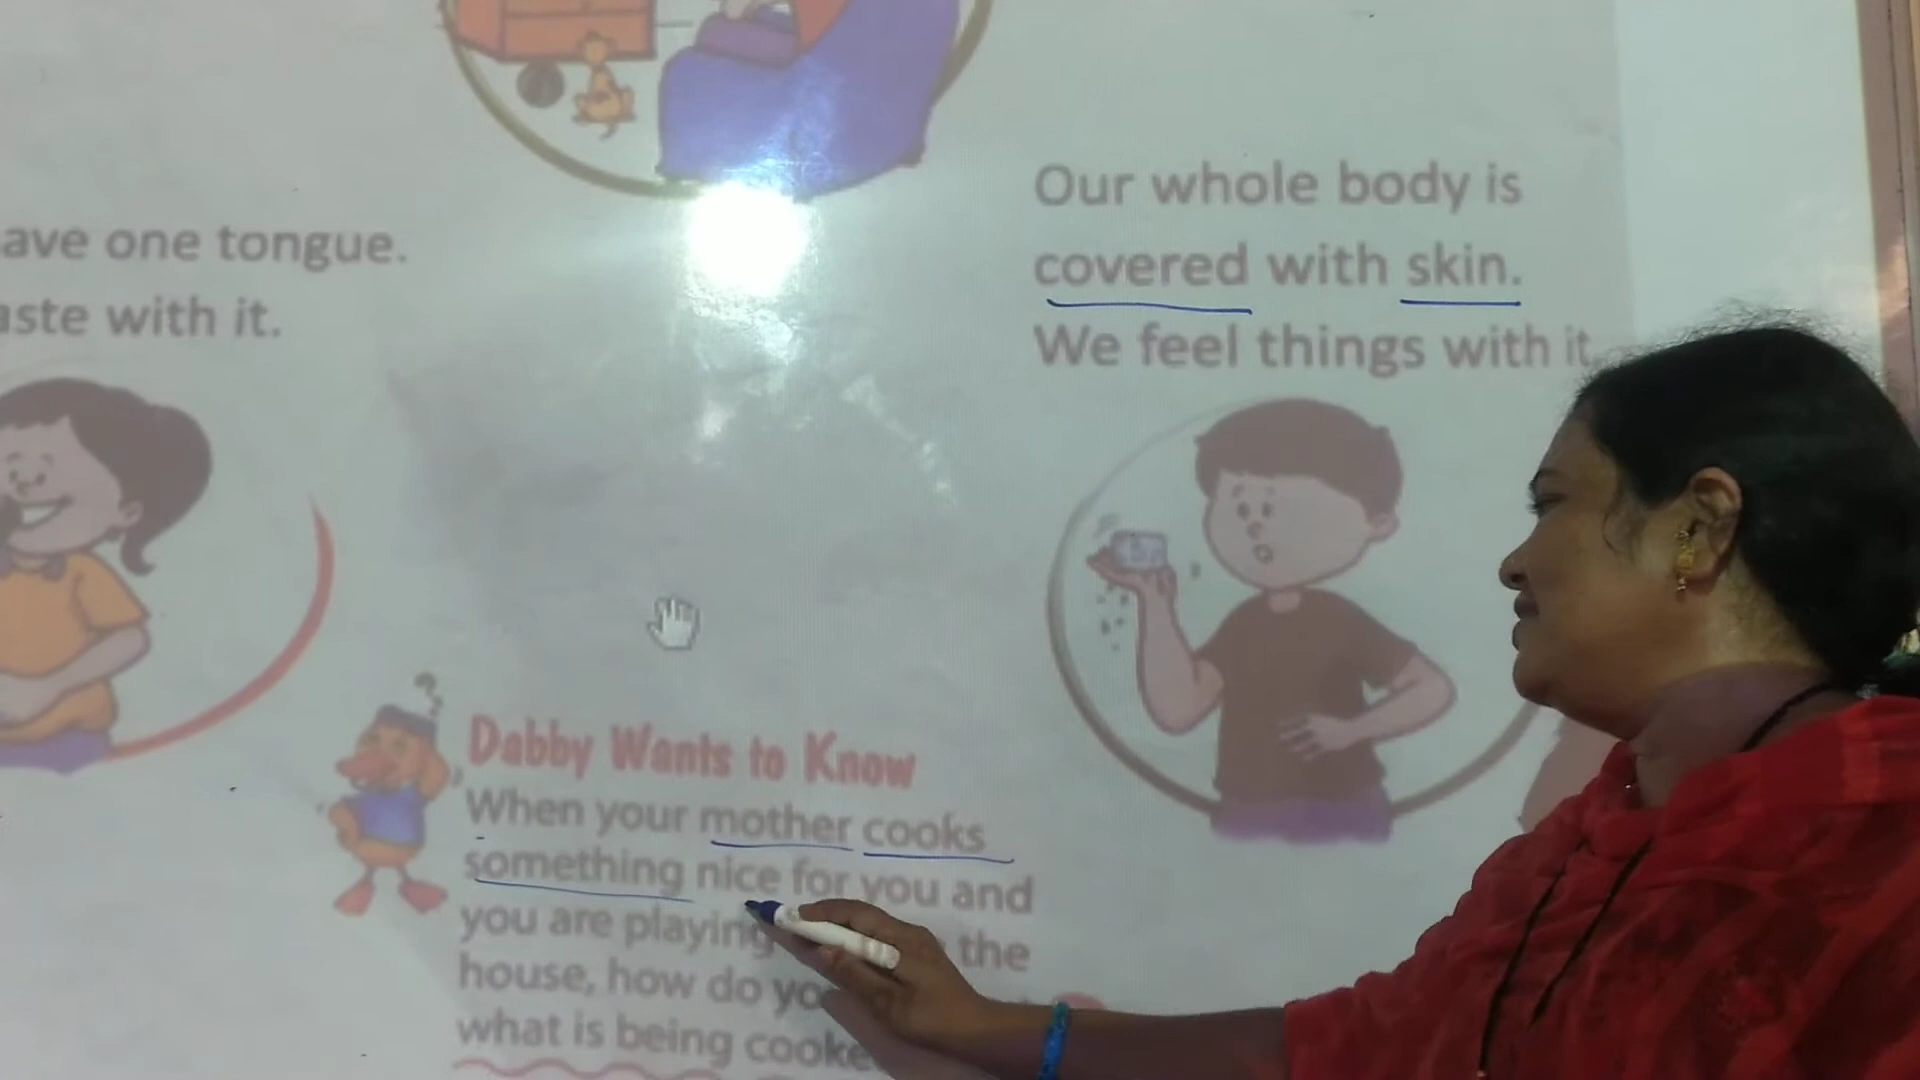 ave one tongue.
aste with it.
Our whole body is
covered with skin.
We feel things with it.
Dabby Wants to Know
When your mother cooks
something nice for you and
you are playing the
house, how do
what is being